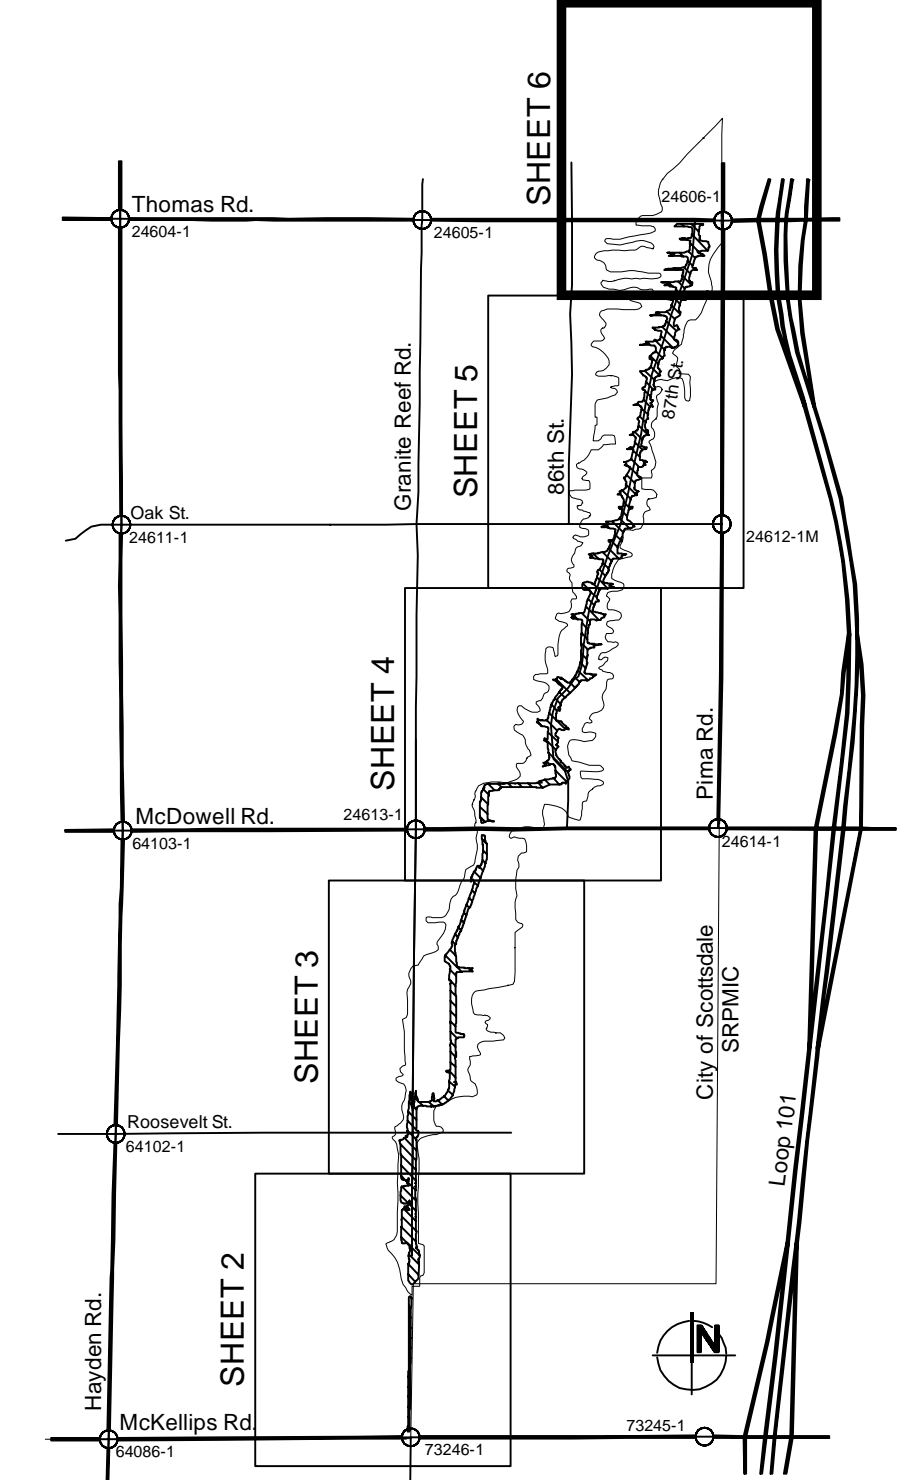 SHEET 6
Thomas Rd.
24604-1
24605-1
24606-1
Granite Reef Rd.
SHEET 5
86th St.
87th St.
Oak St.
24611-1
24612-1M
SHEET 4
Pima Rd.
McDowell Rd.
64103-1
24613-1
24614-1
SHEET 3
City of Scottsdale
SRPMIC
Loop 101
Roosevelt St.
64102-1
SHEET 2
Hayden Rd.
N
McKellips Rd.
64086-1
73246-1
73245-1